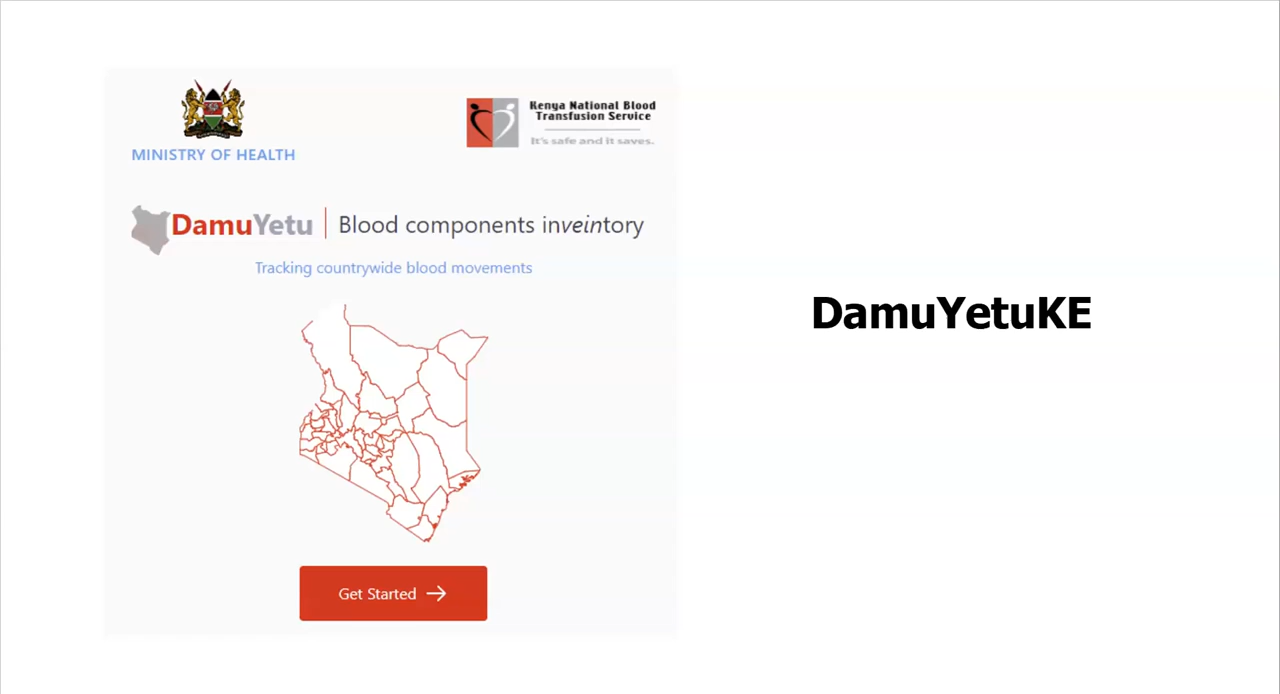 MINISTRY OF HEALTH
Kenya National Blood
Transfusion Service
It's safe and it saves.
DamuYetu | Blood components inveintory
Tracking countrywide blood movements
DamuYetuKE
Get Started →